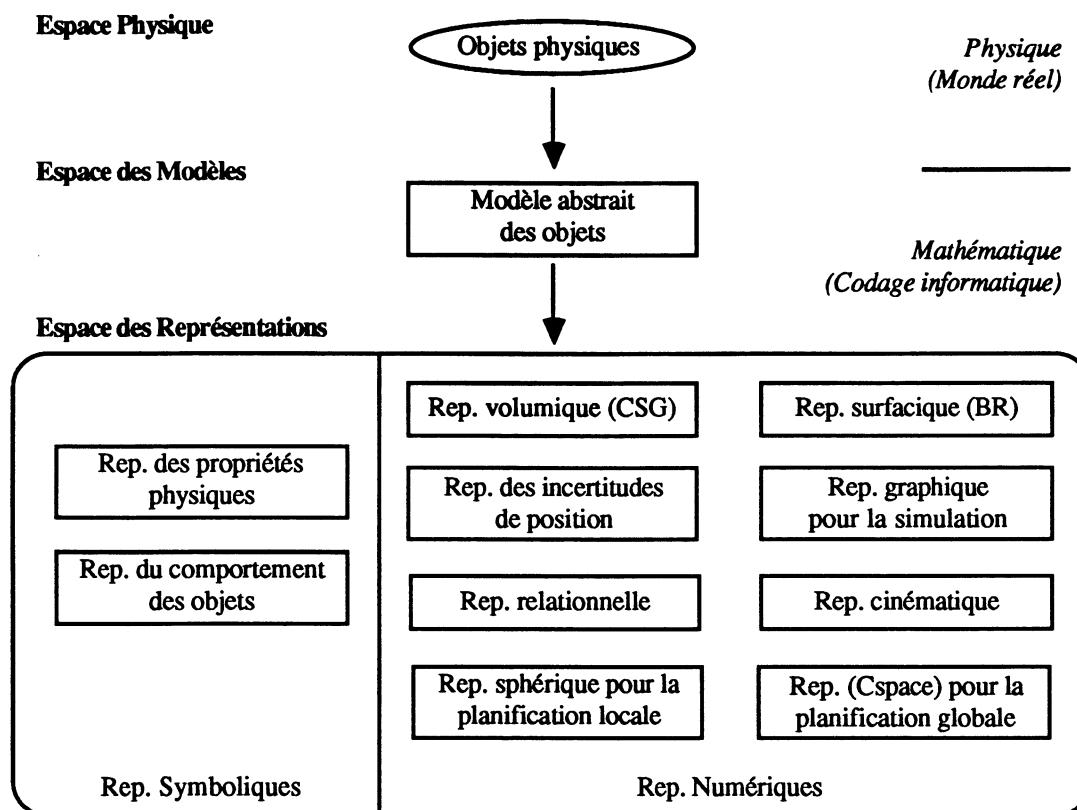 Espace Physique
Objets physiques
Physique
(Monde réel)
Espace des Modèles
Modèle abstrait
des objets
Mathématique
(Codage informatique)
Espace des Représentations
Rep. des propriétés
physiques
Rep. du comportement
des objets
Rep. Symboliques
Rep. volumique (CSG)
Rep. surfacique (BR)
Rep. des incertitudes
de position
Rep. graphique
pour la simulation
Rep. relationnelle
Rep. cinématique
Rep. sphérique pour la
planification locale
Rep. (Cspace) pour la
planification globale
Rep. Numériques